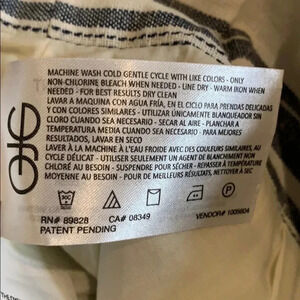 MACHINE WASH COLD GENTLE CYCLE WITH LIKE COLORS - ONLY
NON-CHLORINE BLEACH WHEN NEEDED - LINE DRY - WARM IRON WHEN
NEEDED - FOR BEST RESULTS DRY CLEAN
LAVAR A MAQUINA CON AGUA FRÍA, EN EL CICLO PARA PRENDAS DELICADAS
Y CON COLORES SIMILARES - UTILIZAR ÚNICAMENTE BLANQUEADOR SIN
CLORO CUANDO SEA NECESARIO - SECAR AL AIRE - PLANCHAR A
TEMPERATURA MEDIA CUANDO SEA NECESARIO - PARA MEJORES
RESULTADOS, LAVAR EN SECO
LAVER À LA MACHINE À L'EAU FROIDE AVEC DES COULEURS SIMILAIRES, AU
CYCLE DÉLICAT - UTILISER SEULEMENT UN AGENT DE BLANCHIMENT NON
CHLORÉ AU BESOIN - SUSPENDRE POUR SÉCHER - REPASSER À TEMPÉRATURE
MOYENNE AU BESOIN - POUR DE MEILLEURS RÉSULTATS, NETTOYER À SEC
RN# 89828 CA# 08349 VENDOR# 1005804
PATENT PENDING